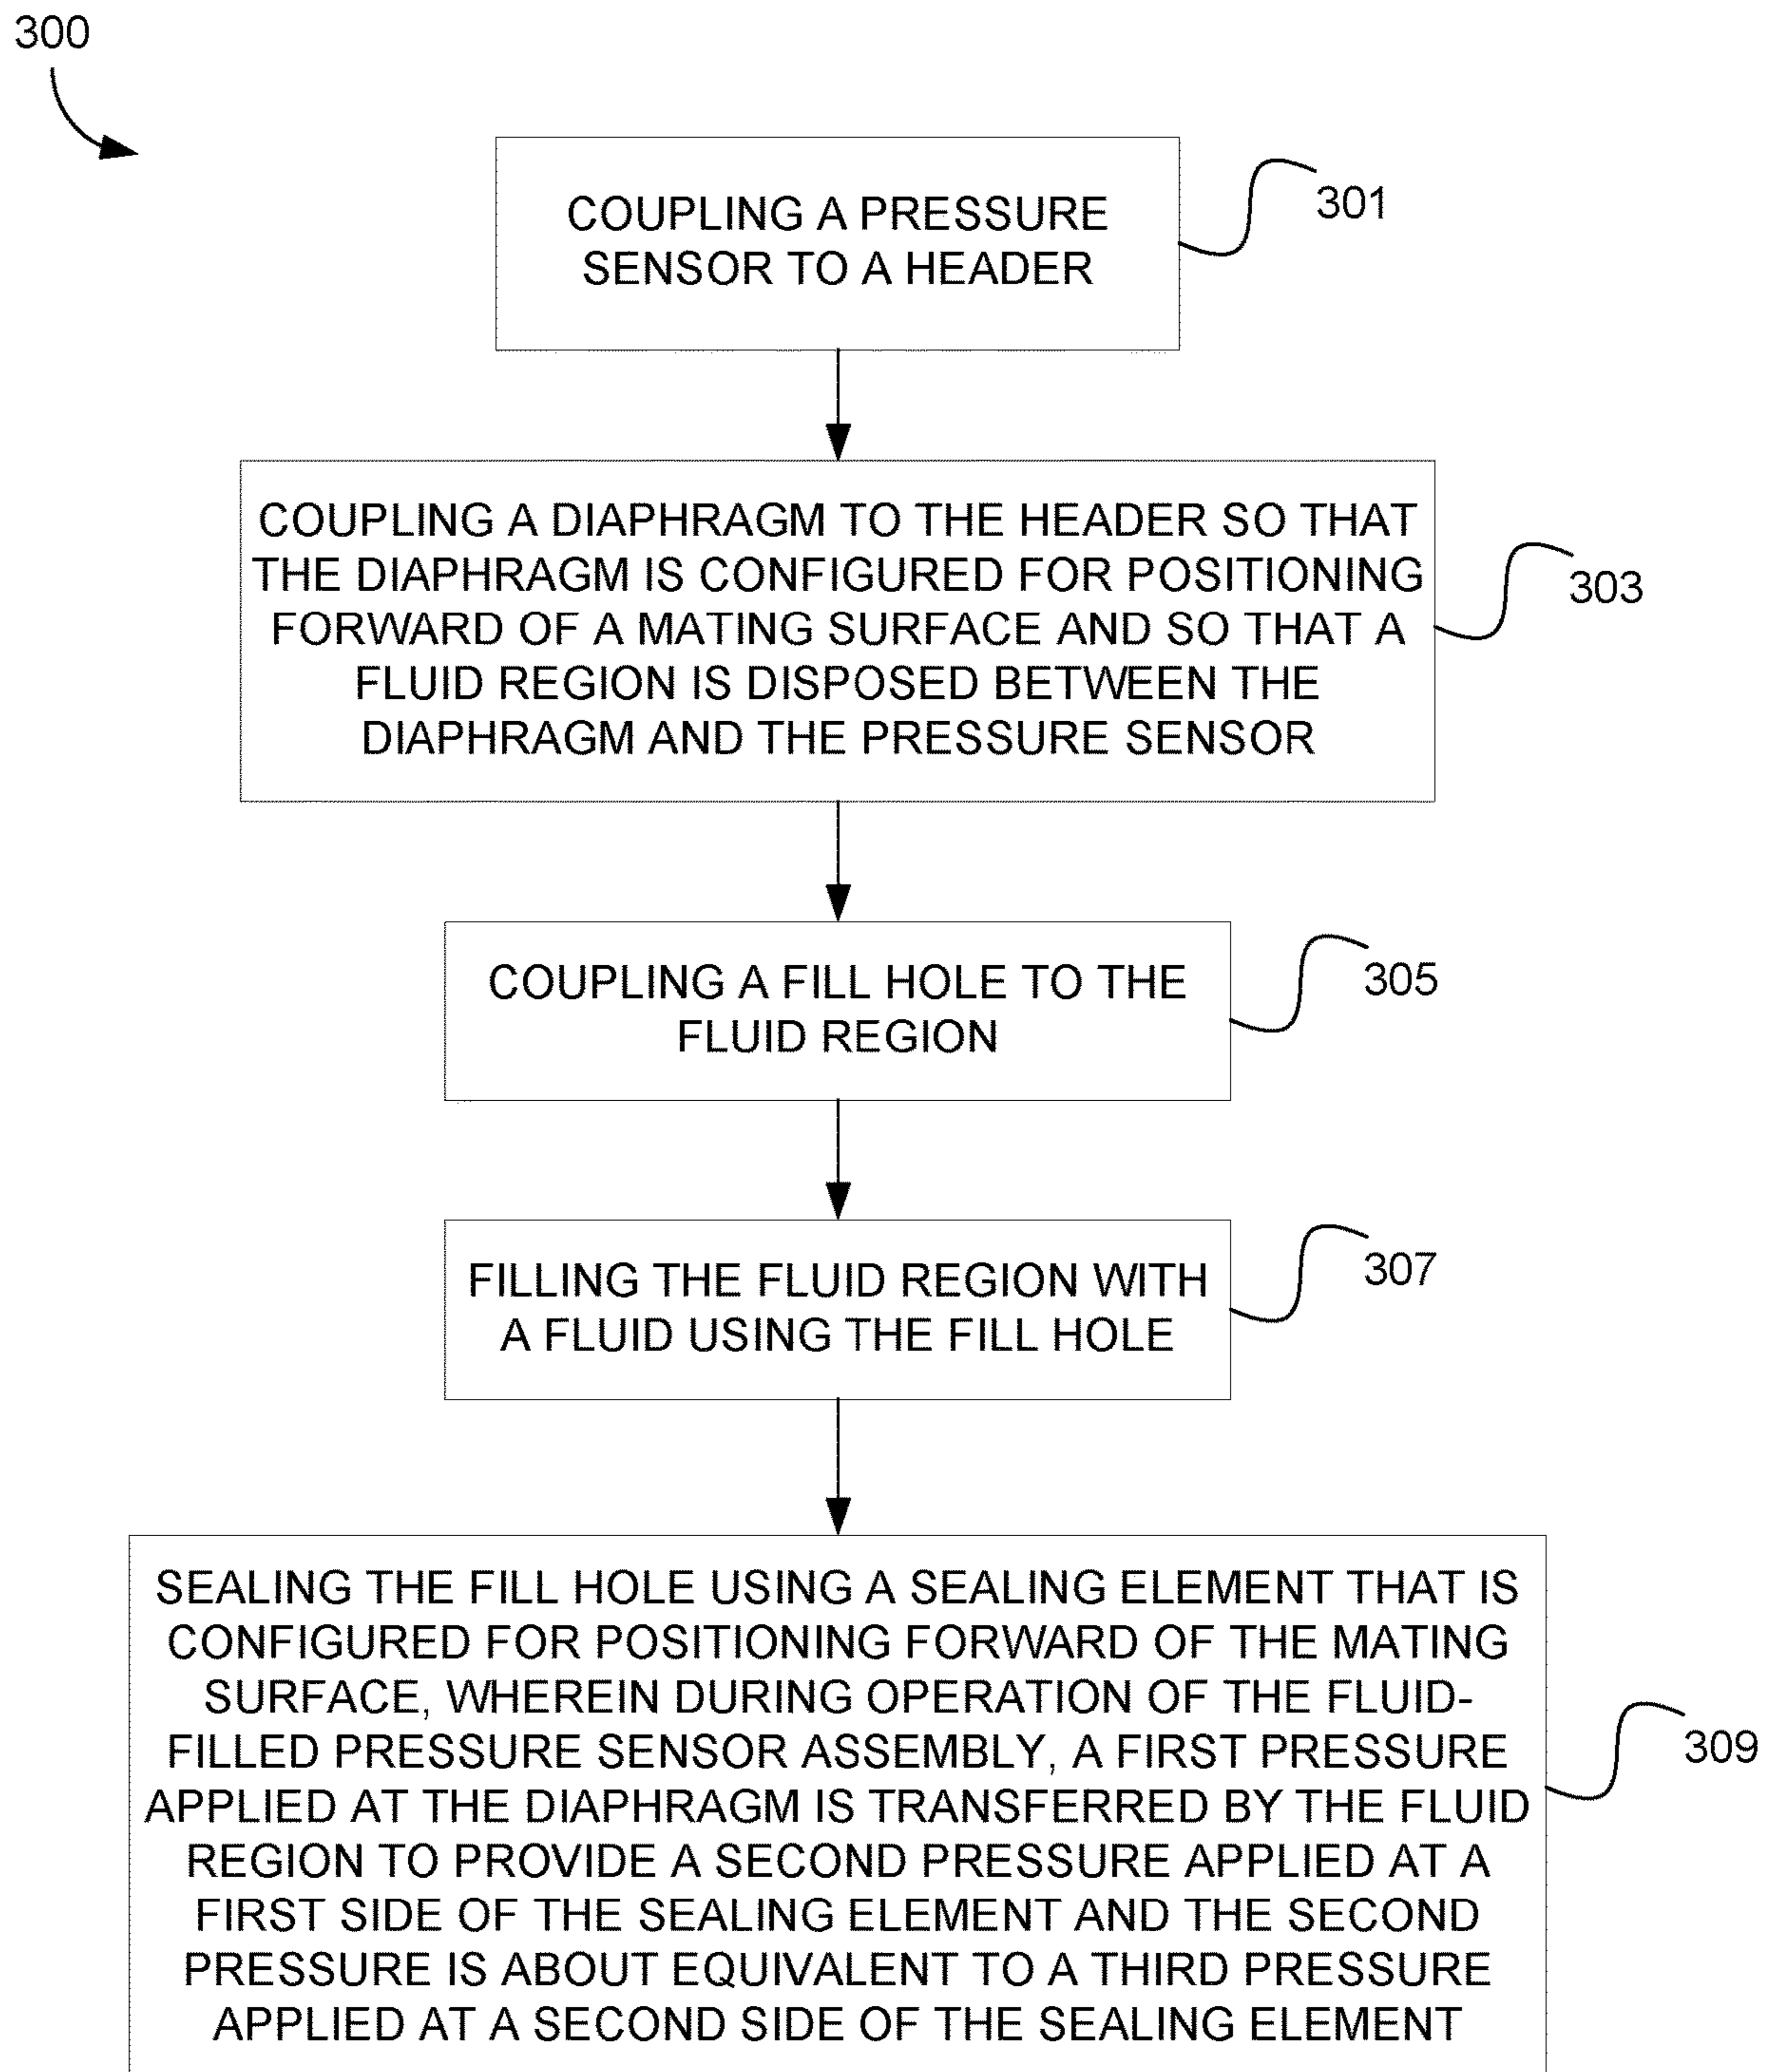 300
COUPLING A PRESSURE
SENSOR TO A HEADER
301
COUPLING A DIAPHRAGM TO THE HEADER SO THAT
THE DIAPHRAGM IS CONFIGURED FOR POSITIONING
FORWARD OF A MATING SURFACE AND SO THAT A
FLUID REGION IS DISPOSED BETWEEN THE
DIAPHRAGM AND THE PRESSURE SENSOR
303
COUPLING A FILL HOLE TO THE
FLUID REGION
305
FILLING THE FLUID REGION WITH
A FLUID USING THE FILL HOLE
307
SEALING THE FILL HOLE USING A SEALING ELEMENT THAT IS
CONFIGURED FOR POSITIONING FORWARD OF THE MATING
SURFACE, WHEREIN DURING OPERATION OF THE FLUID-
FILLED PRESSURE SENSOR ASSEMBLY, A FIRST PRESSURE
APPLIED AT THE DIAPHRAGM IS TRANSFERRED BY THE FLUID
REGION TO PROVIDE A SECOND PRESSURE APPLIED AT A
FIRST SIDE OF THE SEALING ELEMENT AND THE SECOND
PRESSURE IS ABOUT EQUIVALENT TO A THIRD PRESSURE
APPLIED AT A SECOND SIDE OF THE SEALING ELEMENT
309